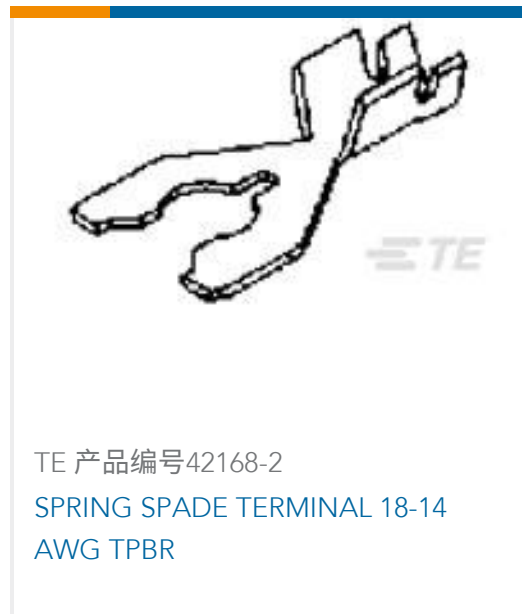 TE
TE 产品编号42168-2
SPRING SPADE TERMINAL 18-14
AWG TPBR